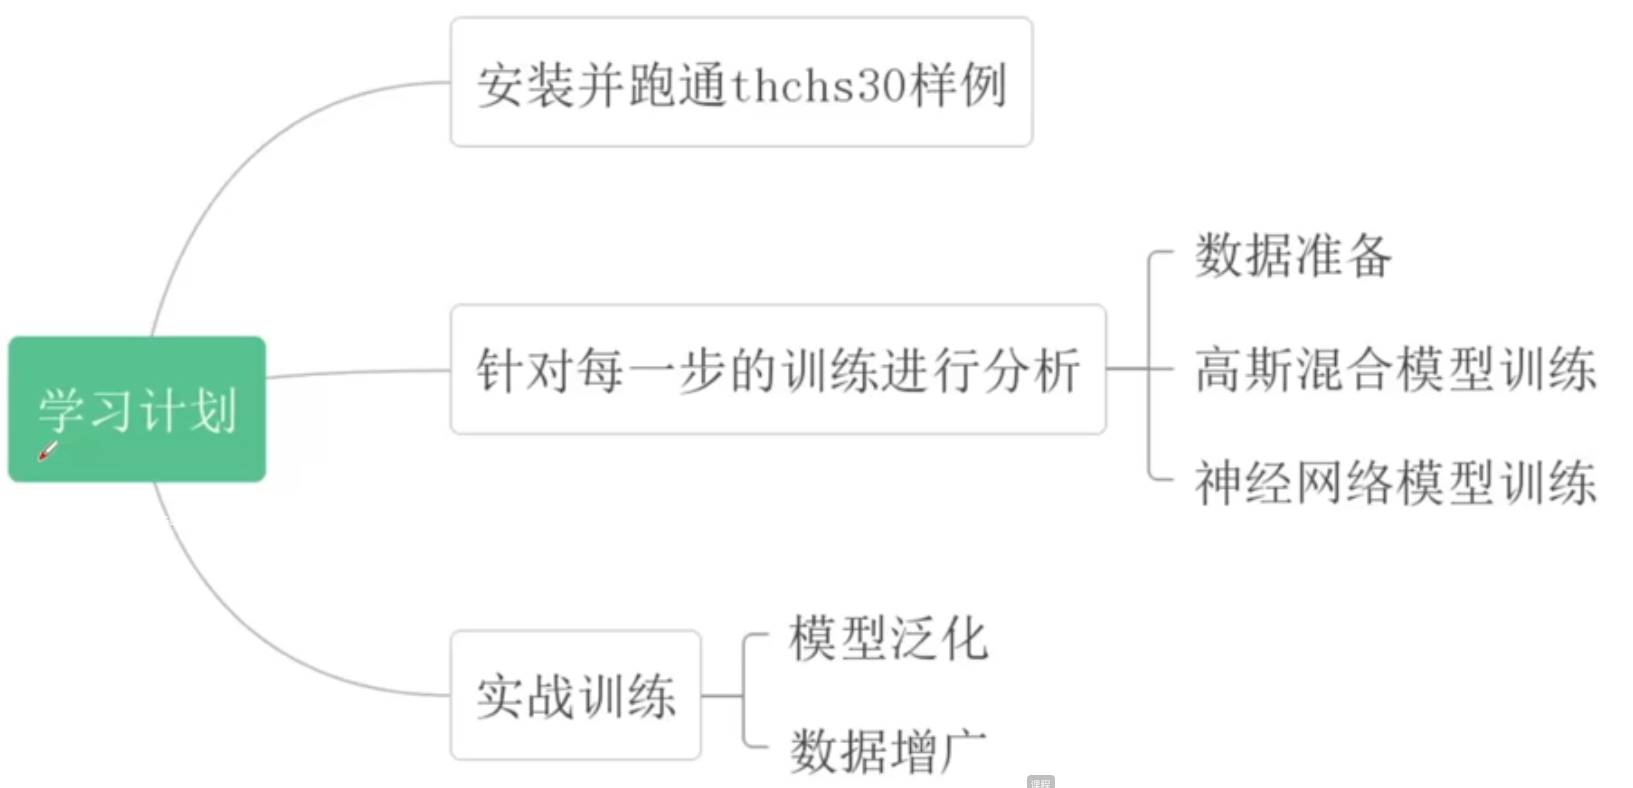 安装并跑通thchs30样例
学习计划
针对每一步的训练进行分析
数据准备
高斯混合模型训练
神经网络模型训练
实战训练
模型泛化
数据增广
课程